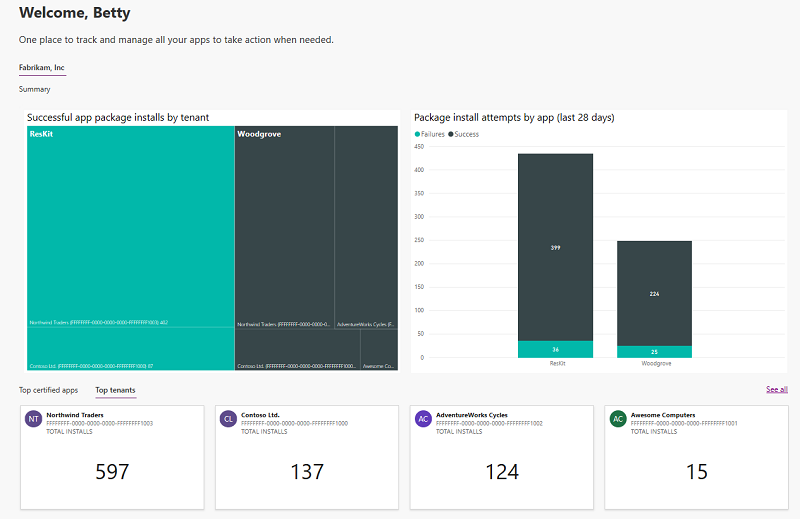 Welcome, Betty
One place to track and manage all your apps to take action when needed.
Fabrikam, Inc
Summary
Successful app package installs by tenant
ResKit
Woodgrove
Northwind Traders (FFFFFFFF-0000-0000-0000-FFFFFFFF1003) 402
Northwind Traders (FFFFFFFF-0000-0000-0...
AdventureWorks Cycles (F...
Contoso Ltd. (FFFFFFFF-0000-0000-0000-FFFFFFFF1000) 87
Contoso Ltd. (FFFFFFFF-0000-0000-0000-FFFFFFFF1000...
Awesome Co...
Package install attempts by app (last 28 days)
Failures Success
450
400
350
300
250
200
150
100
50
0
399
36
224
25
ResKit
Woodgrove
Top certified apps
Top tenants
See all
NT
Northwind Traders
FFFFFFFF-0000-0000-0000-FFFFFFFF1003
TOTAL INSTALLS
597
CL
Contoso Ltd.
FFFFFFFF-0000-0000-0000-FFFFFFFF1000
TOTAL INSTALLS
137
AC
AdventureWorks Cycles
FFFFFFFF-0000-0000-0000-FFFFFFFF1002
TOTAL INSTALLS
124
AC
Awesome Computers
FFFFFFFF-0000-0000-0000-FFFFFFFF1001
TOTAL INSTALLS
15